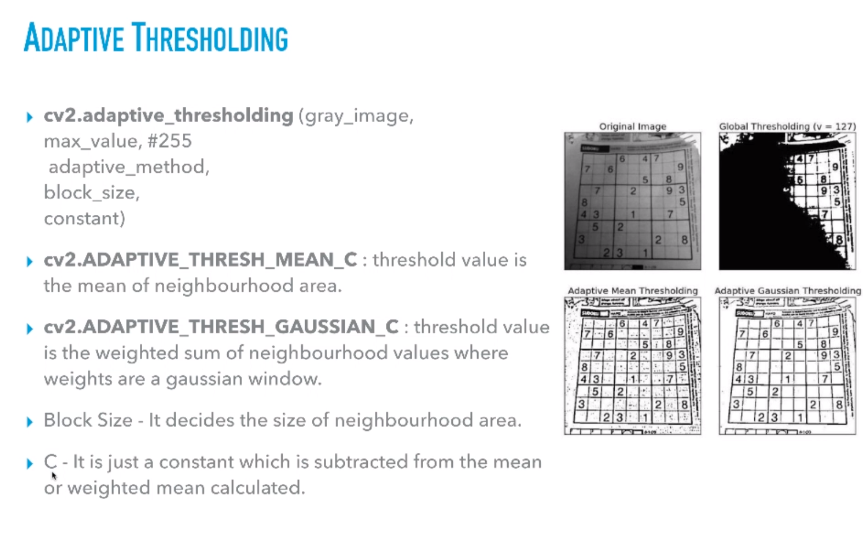 ADAPTIVE THRESHOLDING
▸ cv2.adaptive_thresholding (gray_image,
max_value, #255
adaptive_method,
block_size,
constant)
▸ cv2.ADAPTIVE_THRESH_MEAN_C : threshold value is
the mean of neighbourhood area.
▸ cv2.ADAPTIVE_THRESH_GAUSSIAN_C : threshold value
is the weighted sum of neighbourhood values where
weights are a gaussian window.
▸ Block Size - It decides the size of neighbourhood area.
▸ C - It is just a constant which is subtracted from the mean
or weighted mean calculated.
Original Image
Global Thresholding (v = 127)
Adaptive Mean Thresholding
Adaptive Gaussian Thresholding